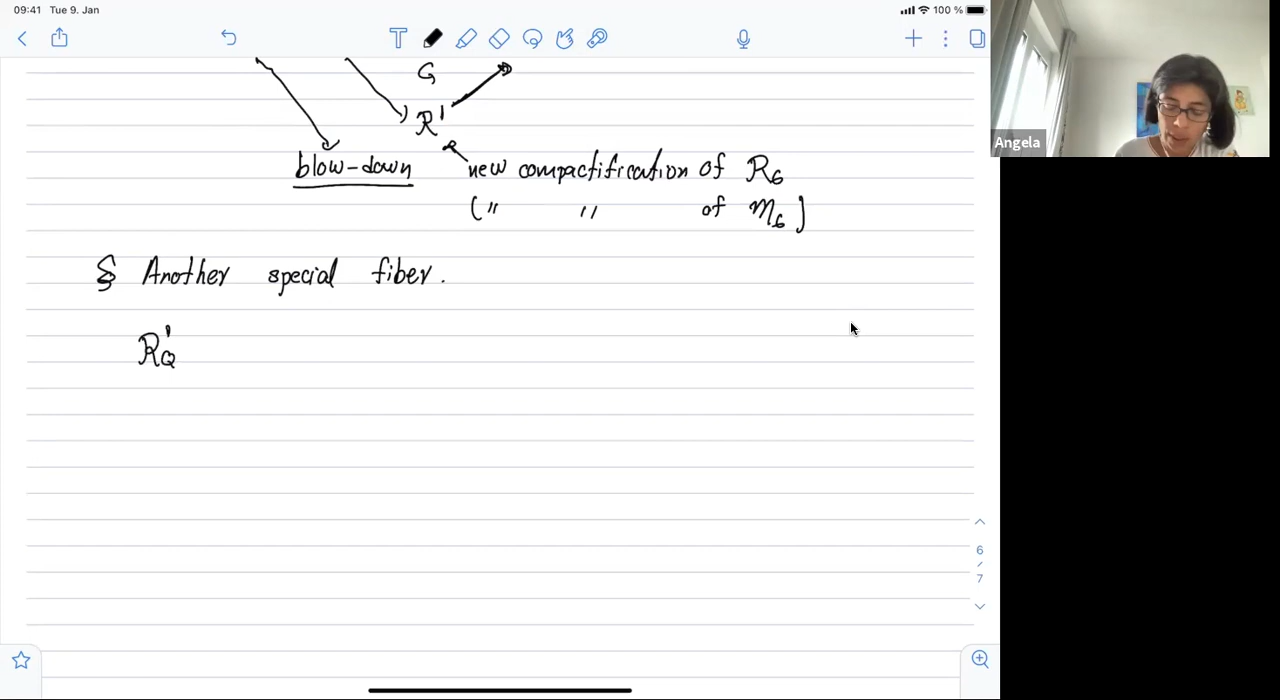 09:41 Tue 9. Jan
100 %
Angela
G
R'
blow-down
new compactification of R6
(" " of M6)
§ Another special fiber.
R'Q
6
/
7